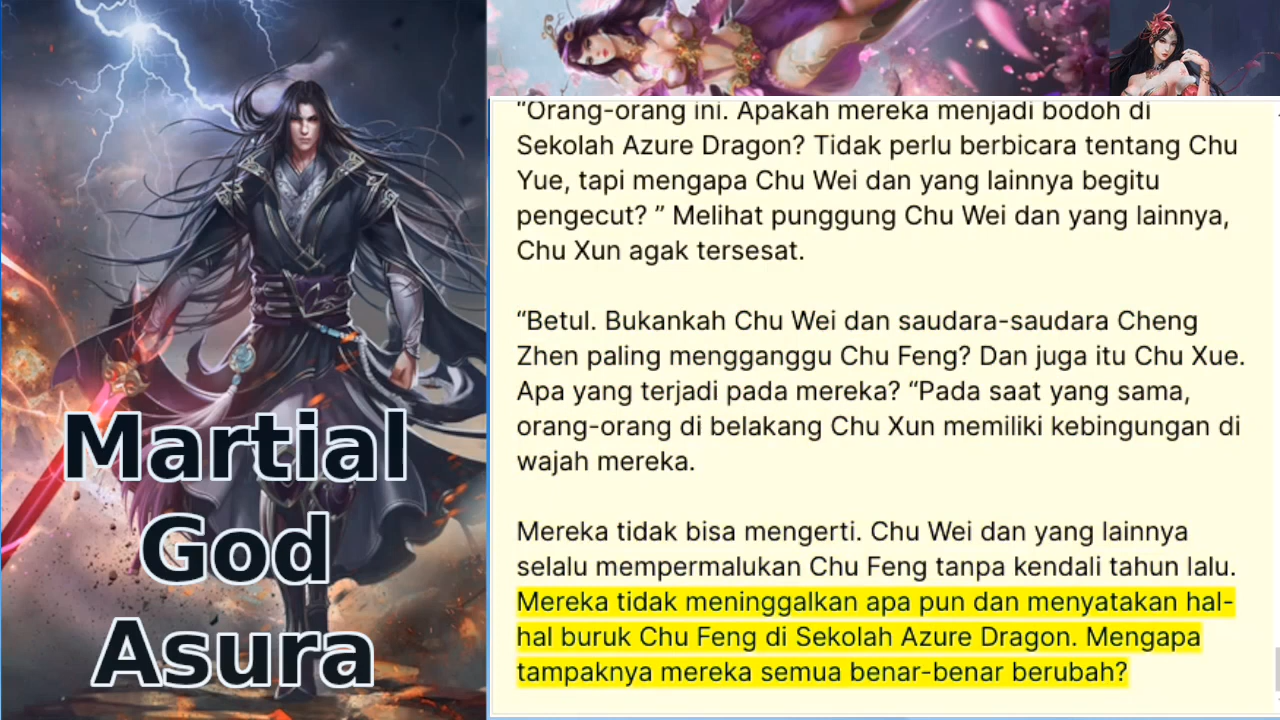 Martial
God
Asura
“Orang-orang ini. Apakah mereka menjadi bodoh di
Sekolah Azure Dragon? Tidak perlu berbicara tentang Chu
Yue, tapi mengapa Chu Wei dan yang lainnya begitu
pengecut? ” Melihat punggung Chu Wei dan yang lainnya,
Chu Xun agak tersesat.
“Betul. Bukankah Chu Wei dan saudara-saudara Cheng
Zhen paling mengganggu Chu Feng? Dan juga itu Chu Xue.
Apa yang terjadi pada mereka? “Pada saat yang sama,
orang-orang di belakang Chu Xun memiliki kebingungan di
wajah mereka.
Mereka tidak bisa mengerti. Chu Wei dan yang lainnya
selalu mempermalukan Chu Feng tanpa kendali tahun lalu.
Mereka tidak meninggalkan apa pun dan menyatakan hal-
hal buruk Chu Feng di Sekolah Azure Dragon. Mengapa
tampaknya mereka semua benar-benar berubah?